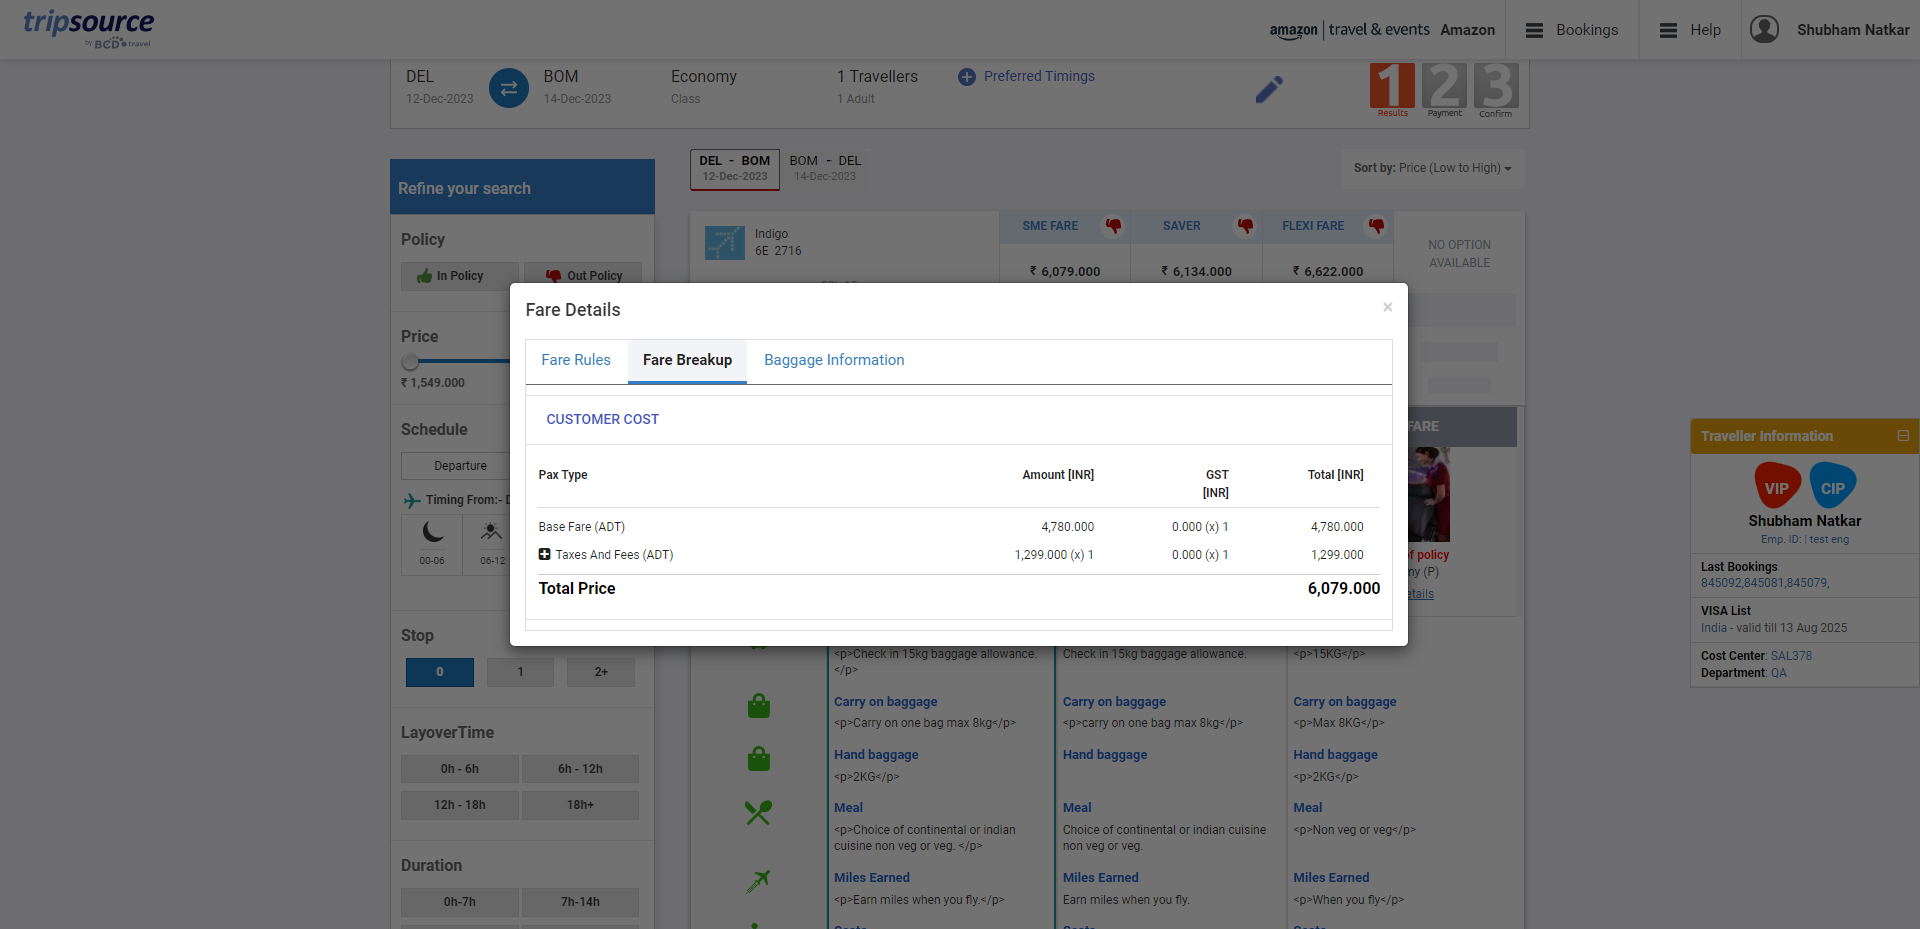 tripsource
by BCD travel
amazon | travel & events Amazon
Bookings
Help
Shubham Natkar
DEL
12-Dec-2023
BOM
14-Dec-2023
Economy
Class
1 Travellers
1 Adult
Preferred Timings
1
Results
2
Payment
3
Confirm
Refine your search
Policy
In Policy
Out Policy
Price
₹ 1,549.000
Schedule
Departure
Timing From:- D
00-06
06-12
Stop
0
1
2+
LayoverTime
0h - 6h
6h - 12h
12h - 18h
18h+
Duration
0h-7h
7h-14h
DEL - BOM
12-Dec-2023
BOM - DEL
14-Dec-2023
Sort by: Price (Low to High)
Indigo
6E 2716
SME FARE
₹ 6,079.000
SAVER
₹ 6,134.000
FLEXI FARE
₹ 6,622.000
NO OPTION
AVAILABLE
Fare Details
×
Fare Rules
Fare Breakup
Baggage Information
CUSTOMER COST
Pax Type
Amount [INR]
GST
[INR]
Total [INR]
Base Fare (ADT)
4,780.000
0.000 (x) 1
4,780.000
Taxes And Fees (ADT)
1,299.000 (x) 1
0.000 (x) 1
1,299.000
Total Price
6,079.000
FARE
f policy
my (P)
etails
<p>Check in 15kg baggage allowance.
</p>
Check in 15kg baggage allowance.
<p>15KG</p>
Carry on baggage
<p>Carry on one bag max 8kg</p>
Carry on baggage
<p>carry on one bag max 8kg</p>
Carry on baggage
<p>Max 8KG</p>
Hand baggage
<p>2KG</p>
Hand baggage
Hand baggage
<p>2KG</p>
Meal
<p>Choice of continental or indian
cuisine non veg or veg. </p>
Meal
Choice of continental or indian cuisine
non veg or veg.
Meal
<p>Non veg or veg</p>
Miles Earned
<p>Earn miles when you fly.</p>
Miles Earned
Earn miles when you fly.
Miles Earned
<p>When you fly</p>
Traveller Information
VIP
CIP
Shubham Natkar
Emp. ID: | test eng
Last Bookings
845092,845081,845079,
VISA List
India - valid till 13 Aug 2025
Cost Center: SAL378
Department: QA